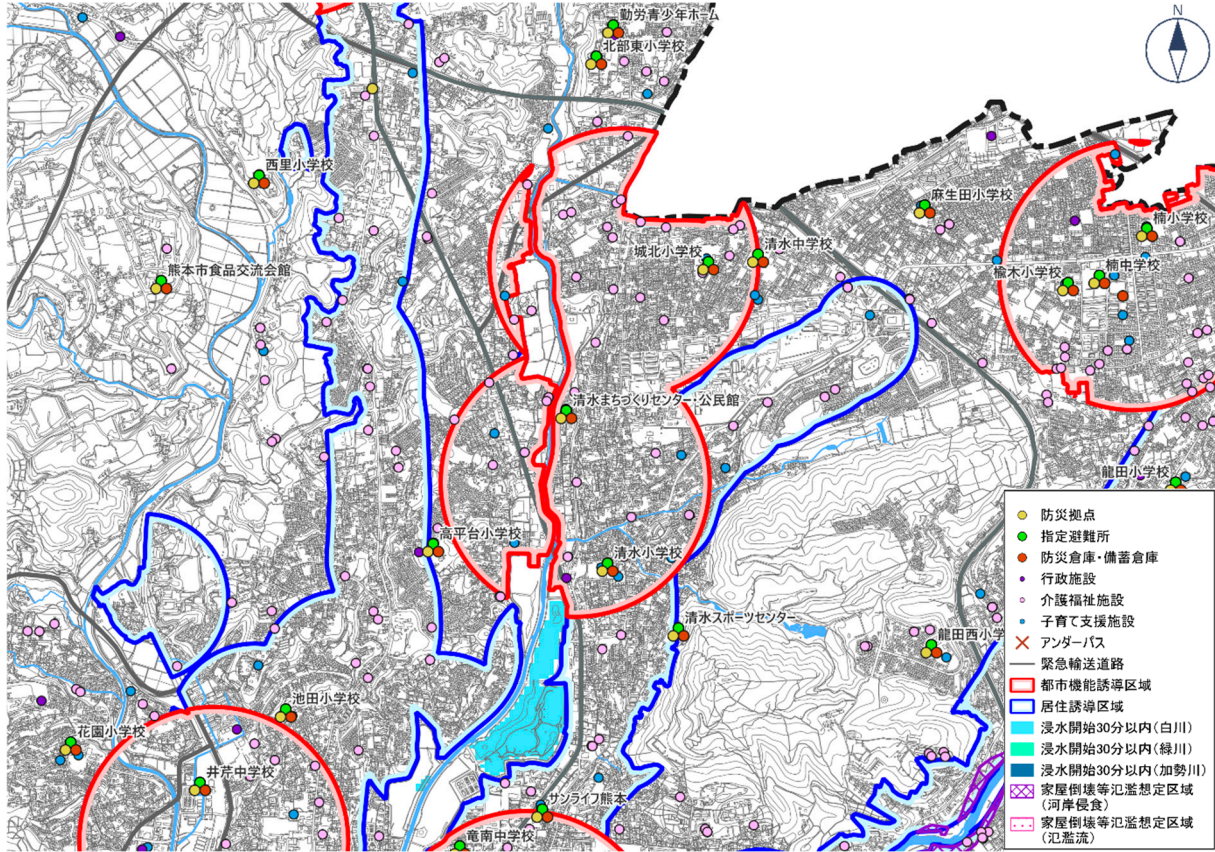 N
勤労青少年ホーム
北部東小学校
西里小学校
麻生田小学校
楠小学校
城北小学校
清水中学校
熊本市食品交流会館
楡木小学校
楠中学校
清水まちづくりセンター・公民館
龍田小学校
高平台小学校
清水小学校
清水スポーツセンター
龍田西小学
池田小学校
花園小学校
井芹中学校
サンライフ熊本
竜南中学校
防災拠点
指定避難所
防災倉庫・備蓄倉庫
行政施設
介護福祉施設
子育て支援施設
アンダーパス
緊急輸送道路
都市機能誘導区域
居住誘導区域
浸水開始30分以内(白川)
浸水開始30分以内(緑川)
浸水開始30分以内(加勢川)
家屋倒壊等氾濫想定区域
(河岸侵食)
家屋倒壊等氾濫想定区域
(氾濫流)